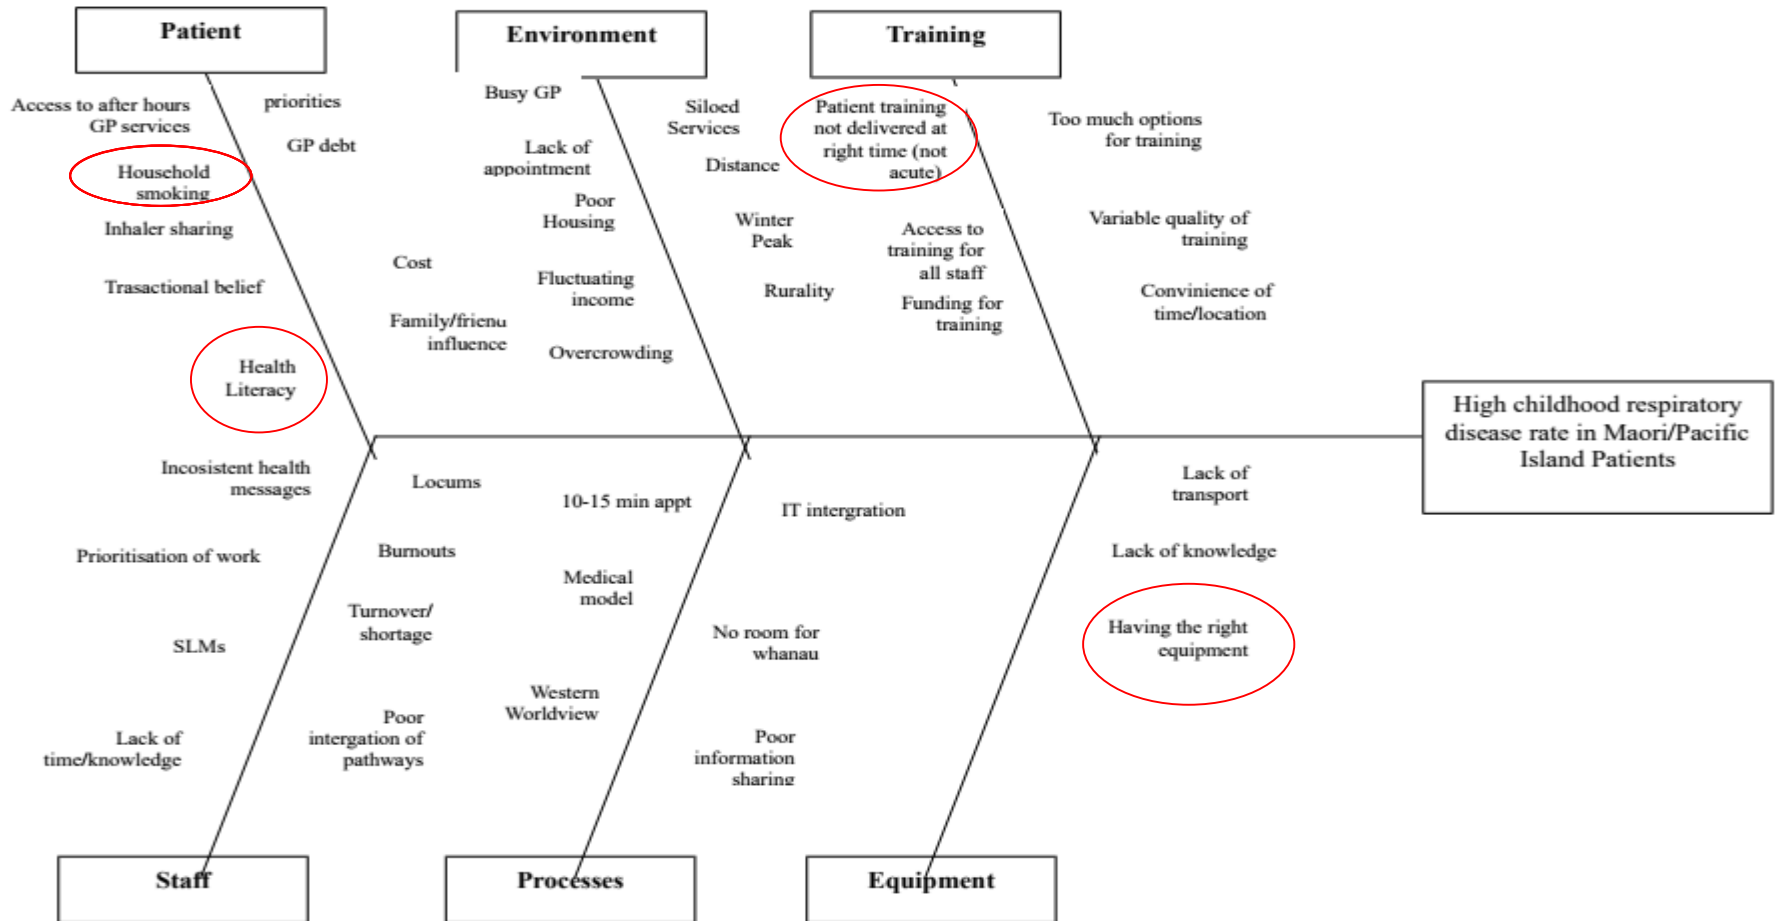 Patient
Environment
Training
Access to after hours
GP services
priorities
GP debt
Household
smoking
Inhaler sharing
Trasactional belief
Health
Literacy
Cost
Family/friend
influence
Busy GP
Lack of
appointment
Poor
Housing
Fluctuating
income
Overcrowding
Siloed
Services
Distance
Winter
Peak
Rurality
Patient training
not delivered at
right time (not
acute)
Access to
training for
all staff
Funding for
training
Too much options
for training
Variable quality of
training
Convinience of
time/location
High childhood respiratory
disease rate in Maori/Pacific
Island Patients
Incosistent health
messages
Prioritisation of work
SLMs
Lack of
time/knowledge
Locums
Burnouts
Turnover/
shortage
Poor
intergation of
pathways
10-15 min appt
Medical
model
Western
Worldview
IT intergration
No room for
whanau
Poor
information
sharing
Lack of
transport
Lack of knowledge
Having the right
equipment
Staff
Processes
Equipment